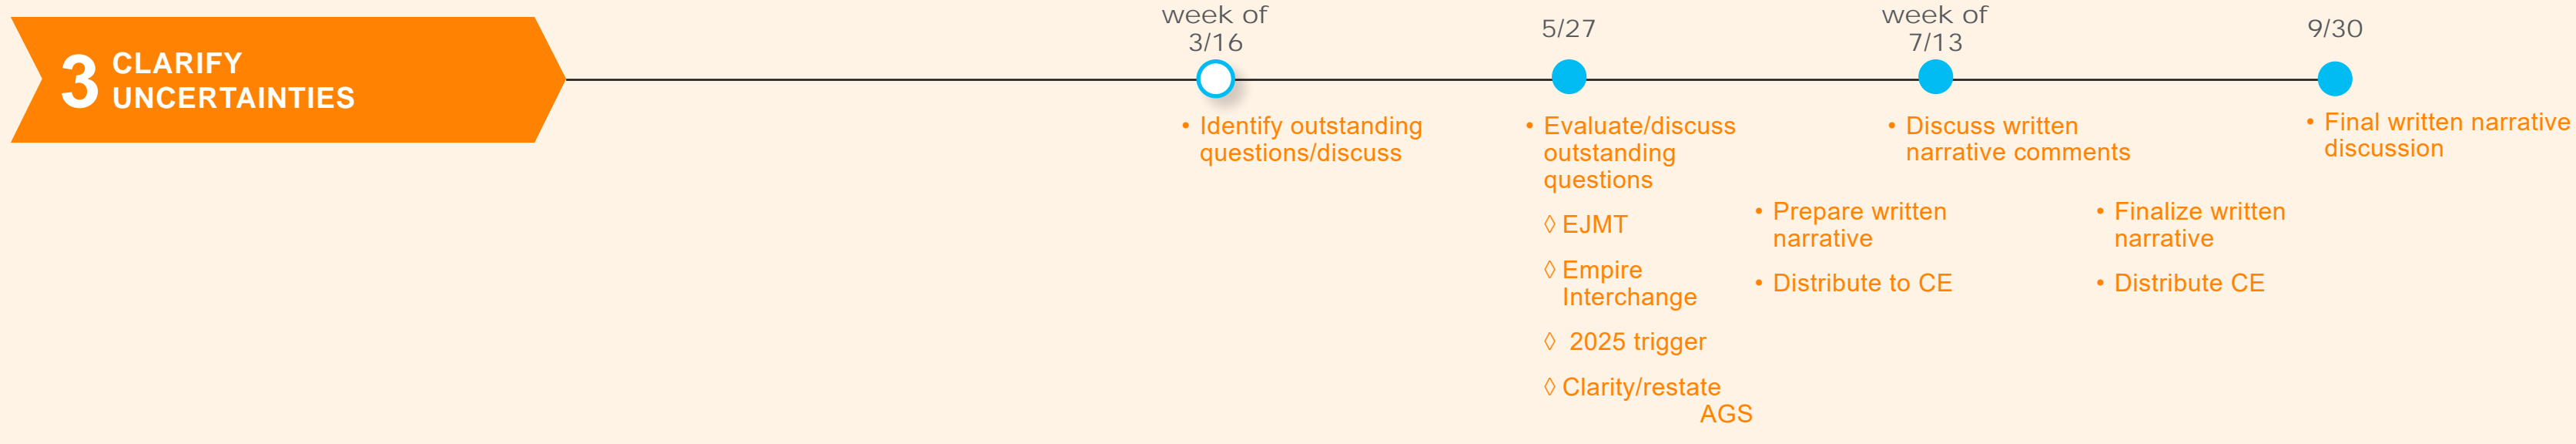 3 CLARIFY
UNCERTAINTIES
week of
3/16
• Identify outstanding
questions/discuss
5/27
• Evaluate/discuss
outstanding
questions
◊ EJMT
◊ Empire
Interchange
◊ 2025 trigger
◊ Clarity/restate
AGS
• Prepare written
narrative
• Distribute to CE
week of
7/13
• Discuss written
narrative comments
• Finalize written
narrative
• Distribute CE
9/30
• Final written narrative
discussion